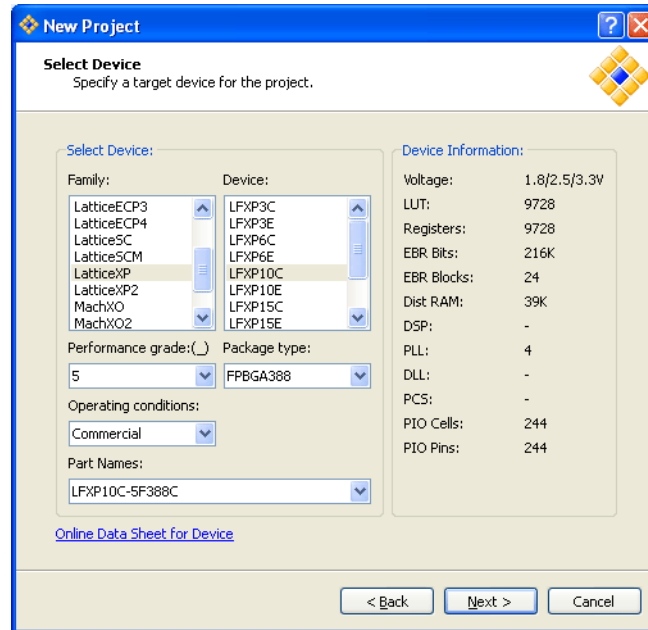 New Project
Select Device
Specify a target device for the project.
Select Device:
Family:
LatticeECP3
LatticeECP4
LatticeSC
LatticeSCM
LatticeXP
LatticeXP2
MachXO
MachXO2
Device:
LFXP3C
LFXP3E
LFXP6C
LFXP6E
LFXP10C
LFXP10E
LFXP15C
LFXP15E
Performance grade:(_)
5
Package type:
FPBGA388
Operating conditions:
Commercial
Part Names:
LFXP10C-5F388C
Online Data Sheet for Device
Device Information:
Voltage: 1.8/2.5/3.3V
LUT: 9728
Registers: 9728
EBR Bits: 216K
EBR Blocks: 24
Dist RAM: 39K
DSP: -
PLL: 4
DLL: -
PCS: -
PIO Cells: 244
PIO Pins: 244
< Back
Next >
Cancel